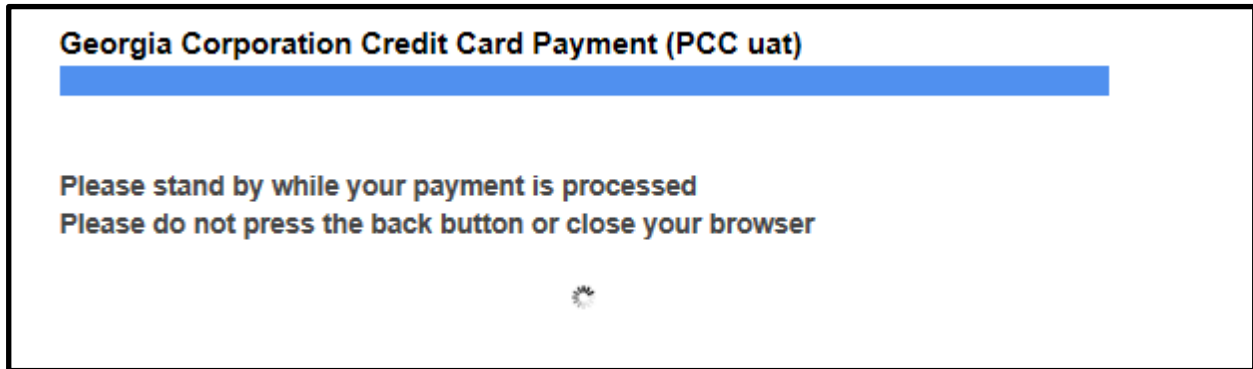 Georgia Corporation Credit Card Payment (PCC uat)
Please stand by while your payment is processed
Please do not press the back button or close your browser